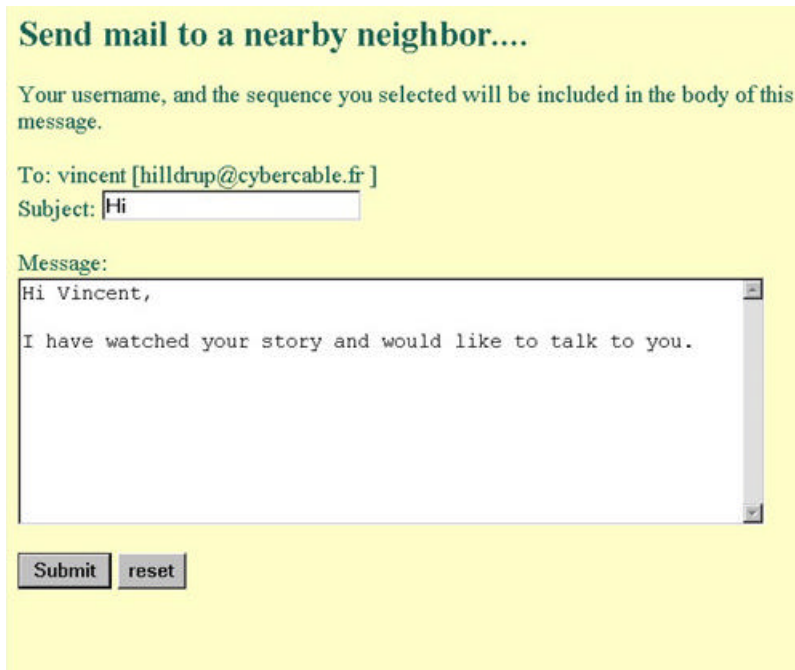 Send mail to a nearby neighbor....
Your username, and the sequence you selected will be included in the body of this
message.
To: vincent [hilldrup@cybercable.fr ]
Subject: Hi
Message:
Hi Vincent,
I have watched your story and would like to talk to you.
Submit reset